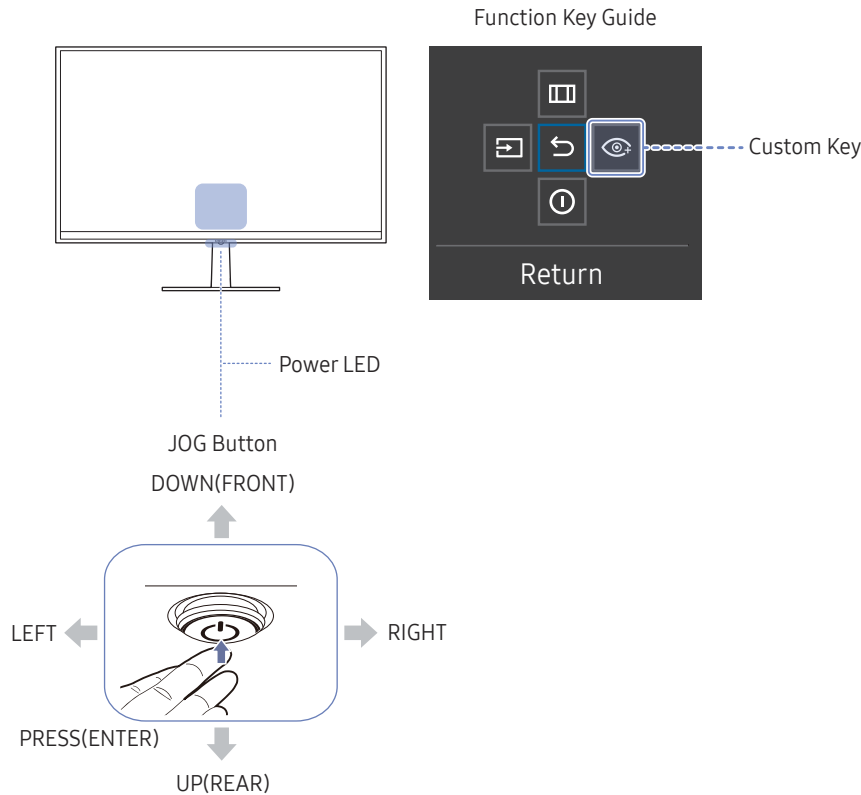 Function Key Guide
Custom Key
Return
Power LED
JOG Button
DOWN(FRONT)
LEFT
RIGHT
PRESS(ENTER)
UP(REAR)